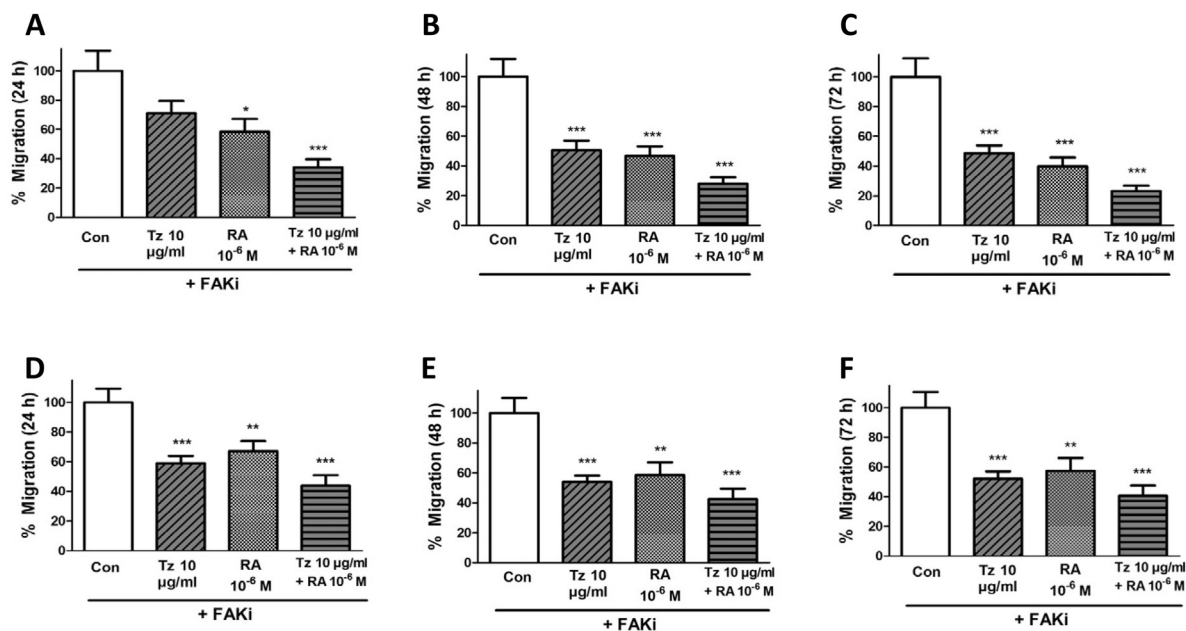 A
% Migration (24 h)
100
80
60
40
20
0
*
***
Con
Tz 10 µg/ml
RA 10⁻⁶ M
Tz 10 µg/ml + RA 10⁻⁶ M
+ FAKi
B
% Migration (48 h)
100
80
60
40
20
0
***
***
***
Con
Tz 10 µg/ml
RA 10⁻⁶ M
Tz 10 µg/ml + RA 10⁻⁶ M
+ FAKi
C
% Migration (72 h)
100
80
60
40
20
0
***
***
***
Con
Tz 10 µg/ml
RA 10⁻⁶ M
Tz 10 µg/ml + RA 10⁻⁶ M
+ FAKi
D
% Migration (24 h)
100
80
60
40
20
0
***
**
***
Con
Tz 10 µg/ml
RA 10⁻⁶ M
Tz 10 µg/ml + RA 10⁻⁶ M
+ FAKi
E
% Migration (48 h)
100
80
60
40
20
0
***
**
***
Con
Tz 10 µg/ml
RA 10⁻⁶ M
Tz 10 µg/ml + RA 10⁻⁶ M
+ FAKi
F
% Migration (72 h)
100
80
60
40
20
0
***
**
***
Con
Tz 10 µg/ml
RA 10⁻⁶ M
Tz 10 µg/ml + RA 10⁻⁶ M
+ FAKi